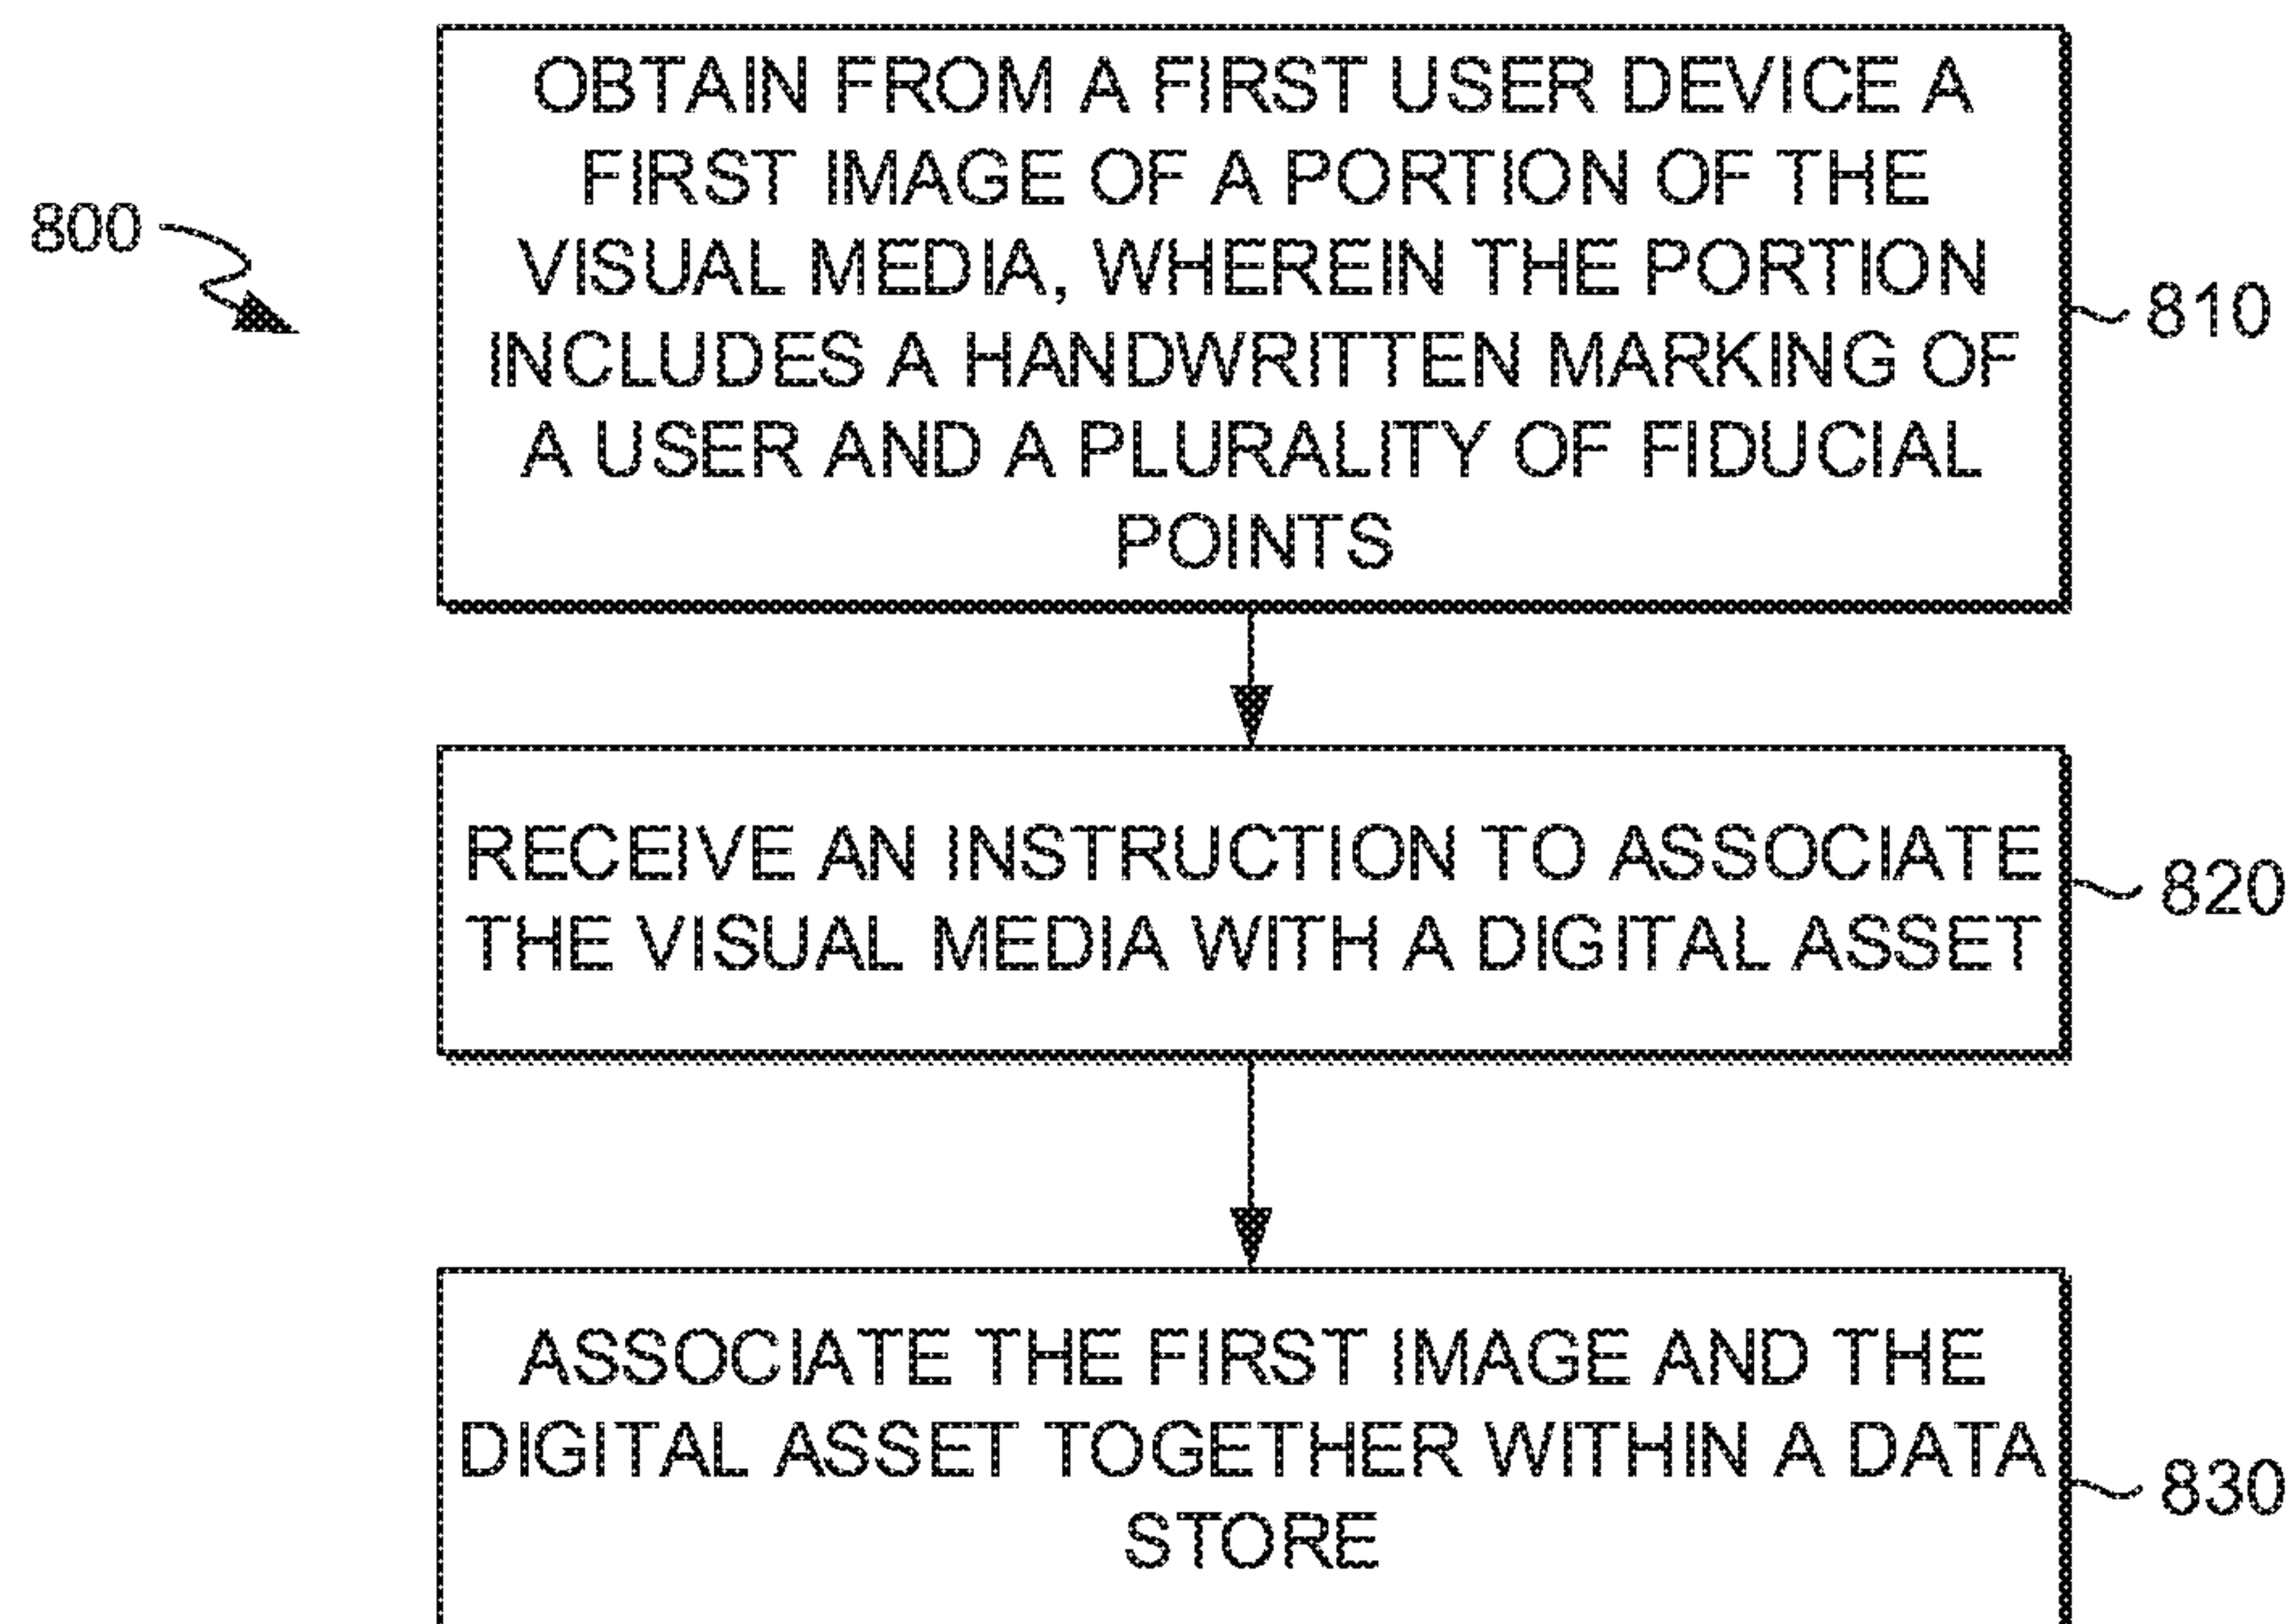 800
OBTAIN FROM A FIRST USER DEVICE A
FIRST IMAGE OF A PORTION OF THE
VISUAL MEDIA, WHEREIN THE PORTION
INCLUDES A HANDWRITTEN MARKING OF
A USER AND A PLURALITY OF FIDUCIAL
POINTS
810
RECEIVE AN INSTRUCTION TO ASSOCIATE
THE VISUAL MEDIA WITH A DIGITAL ASSET
820
ASSOCIATE THE FIRST IMAGE AND THE
DIGITAL ASSET TOGETHER WITHIN A DATA
STORE
830